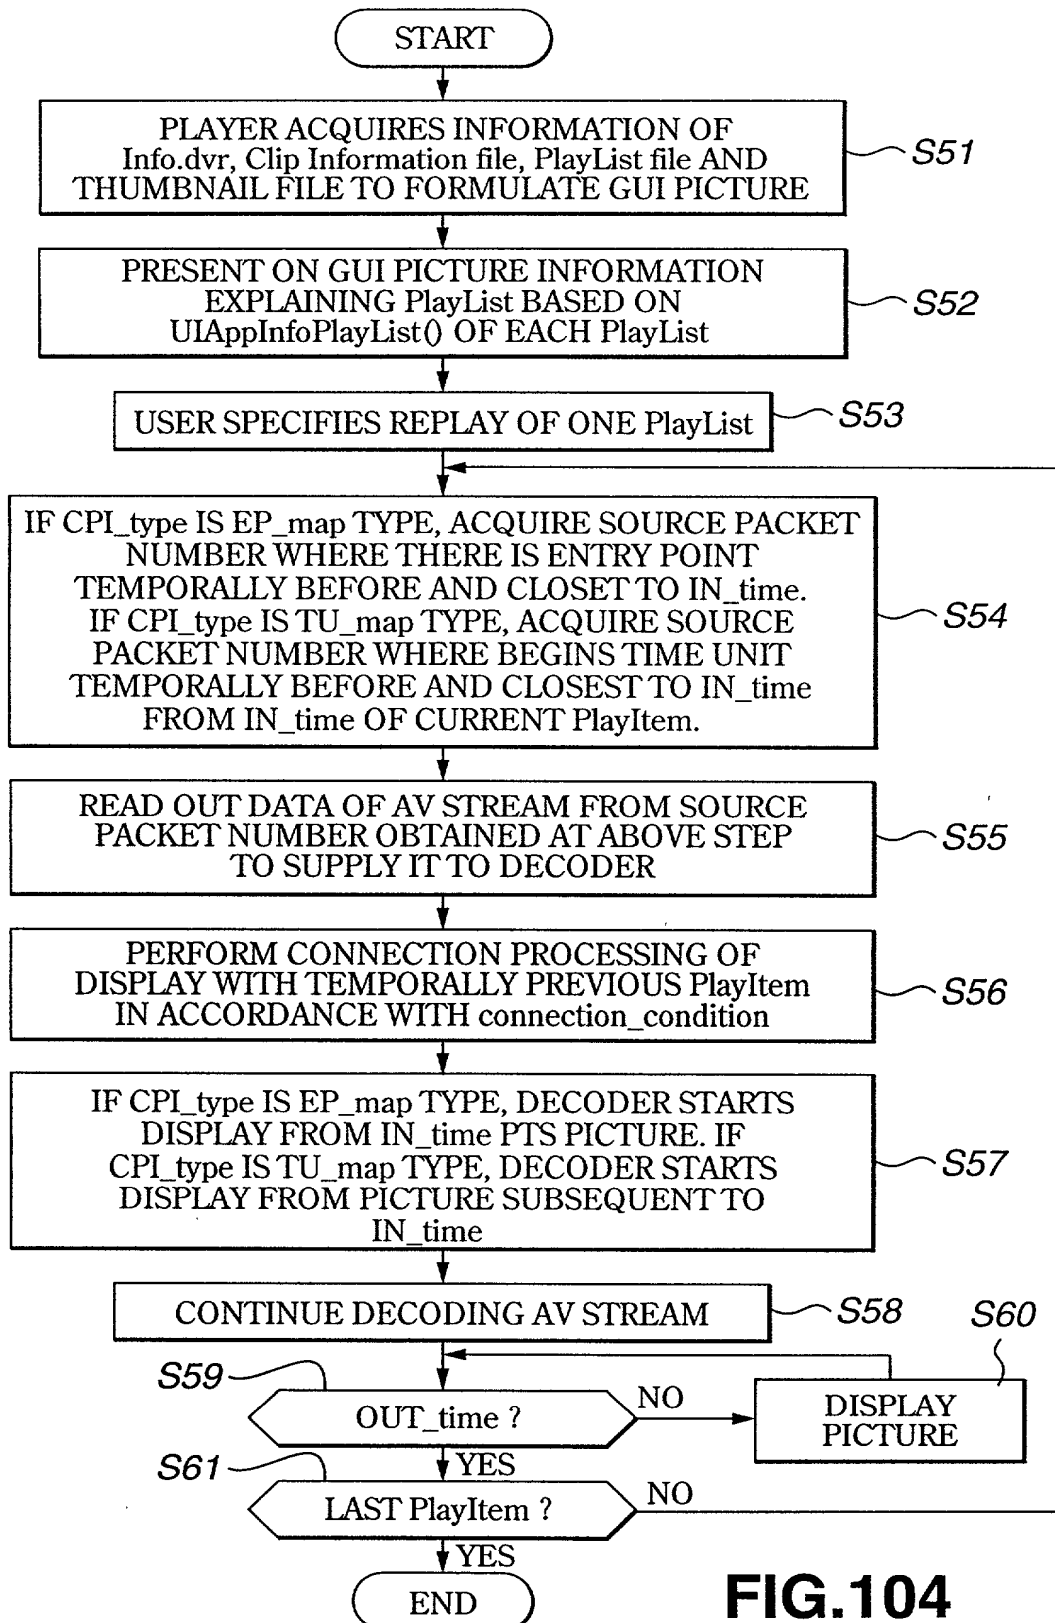 START
PLAYER ACQUIRES INFORMATION OF
Info.dvr, Clip Information file, PlayList file AND
THUMBNAIL FILE TO FORMULATE GUI PICTURE
S51
PRESENT ON GUI PICTURE INFORMATION
EXPLAINING PlayList BASED ON
UIAppInfoPlayList() OF EACH PlayList
S52
USER SPECIFIES REPLAY OF ONE PlayList
S53
IF CPI_type IS EP_map TYPE, ACQUIRE SOURCE PACKET
NUMBER WHERE THERE IS ENTRY POINT
TEMPORALLY BEFORE AND CLOSET TO IN_time.
IF CPI_type IS TU_map TYPE, ACQUIRE SOURCE
PACKET NUMBER WHERE BEGINS TIME UNIT
TEMPORALLY BEFORE AND CLOSEST TO IN_time
FROM IN_time OF CURRENT PlayItem.
S54
READ OUT DATA OF AV STREAM FROM SOURCE
PACKET NUMBER OBTAINED AT ABOVE STEP
TO SUPPLY IT TO DECODER
S55
PERFORM CONNECTION PROCESSING OF
DISPLAY WITH TEMPORALLY PREVIOUS PlayItem
IN ACCORDANCE WITH connection_condition
S56
IF CPI_type IS EP_map TYPE, DECODER STARTS
DISPLAY FROM IN_time PTS PICTURE. IF
CPI_type IS TU_map TYPE, DECODER STARTS
DISPLAY FROM PICTURE SUBSEQUENT TO
IN_time
S57
CONTINUE DECODING AV STREAM
S58
S59
OUT_time ?
NO
S60
DISPLAY
PICTURE
YES
S61
LAST PlayItem ?
NO
YES
END
FIG.104